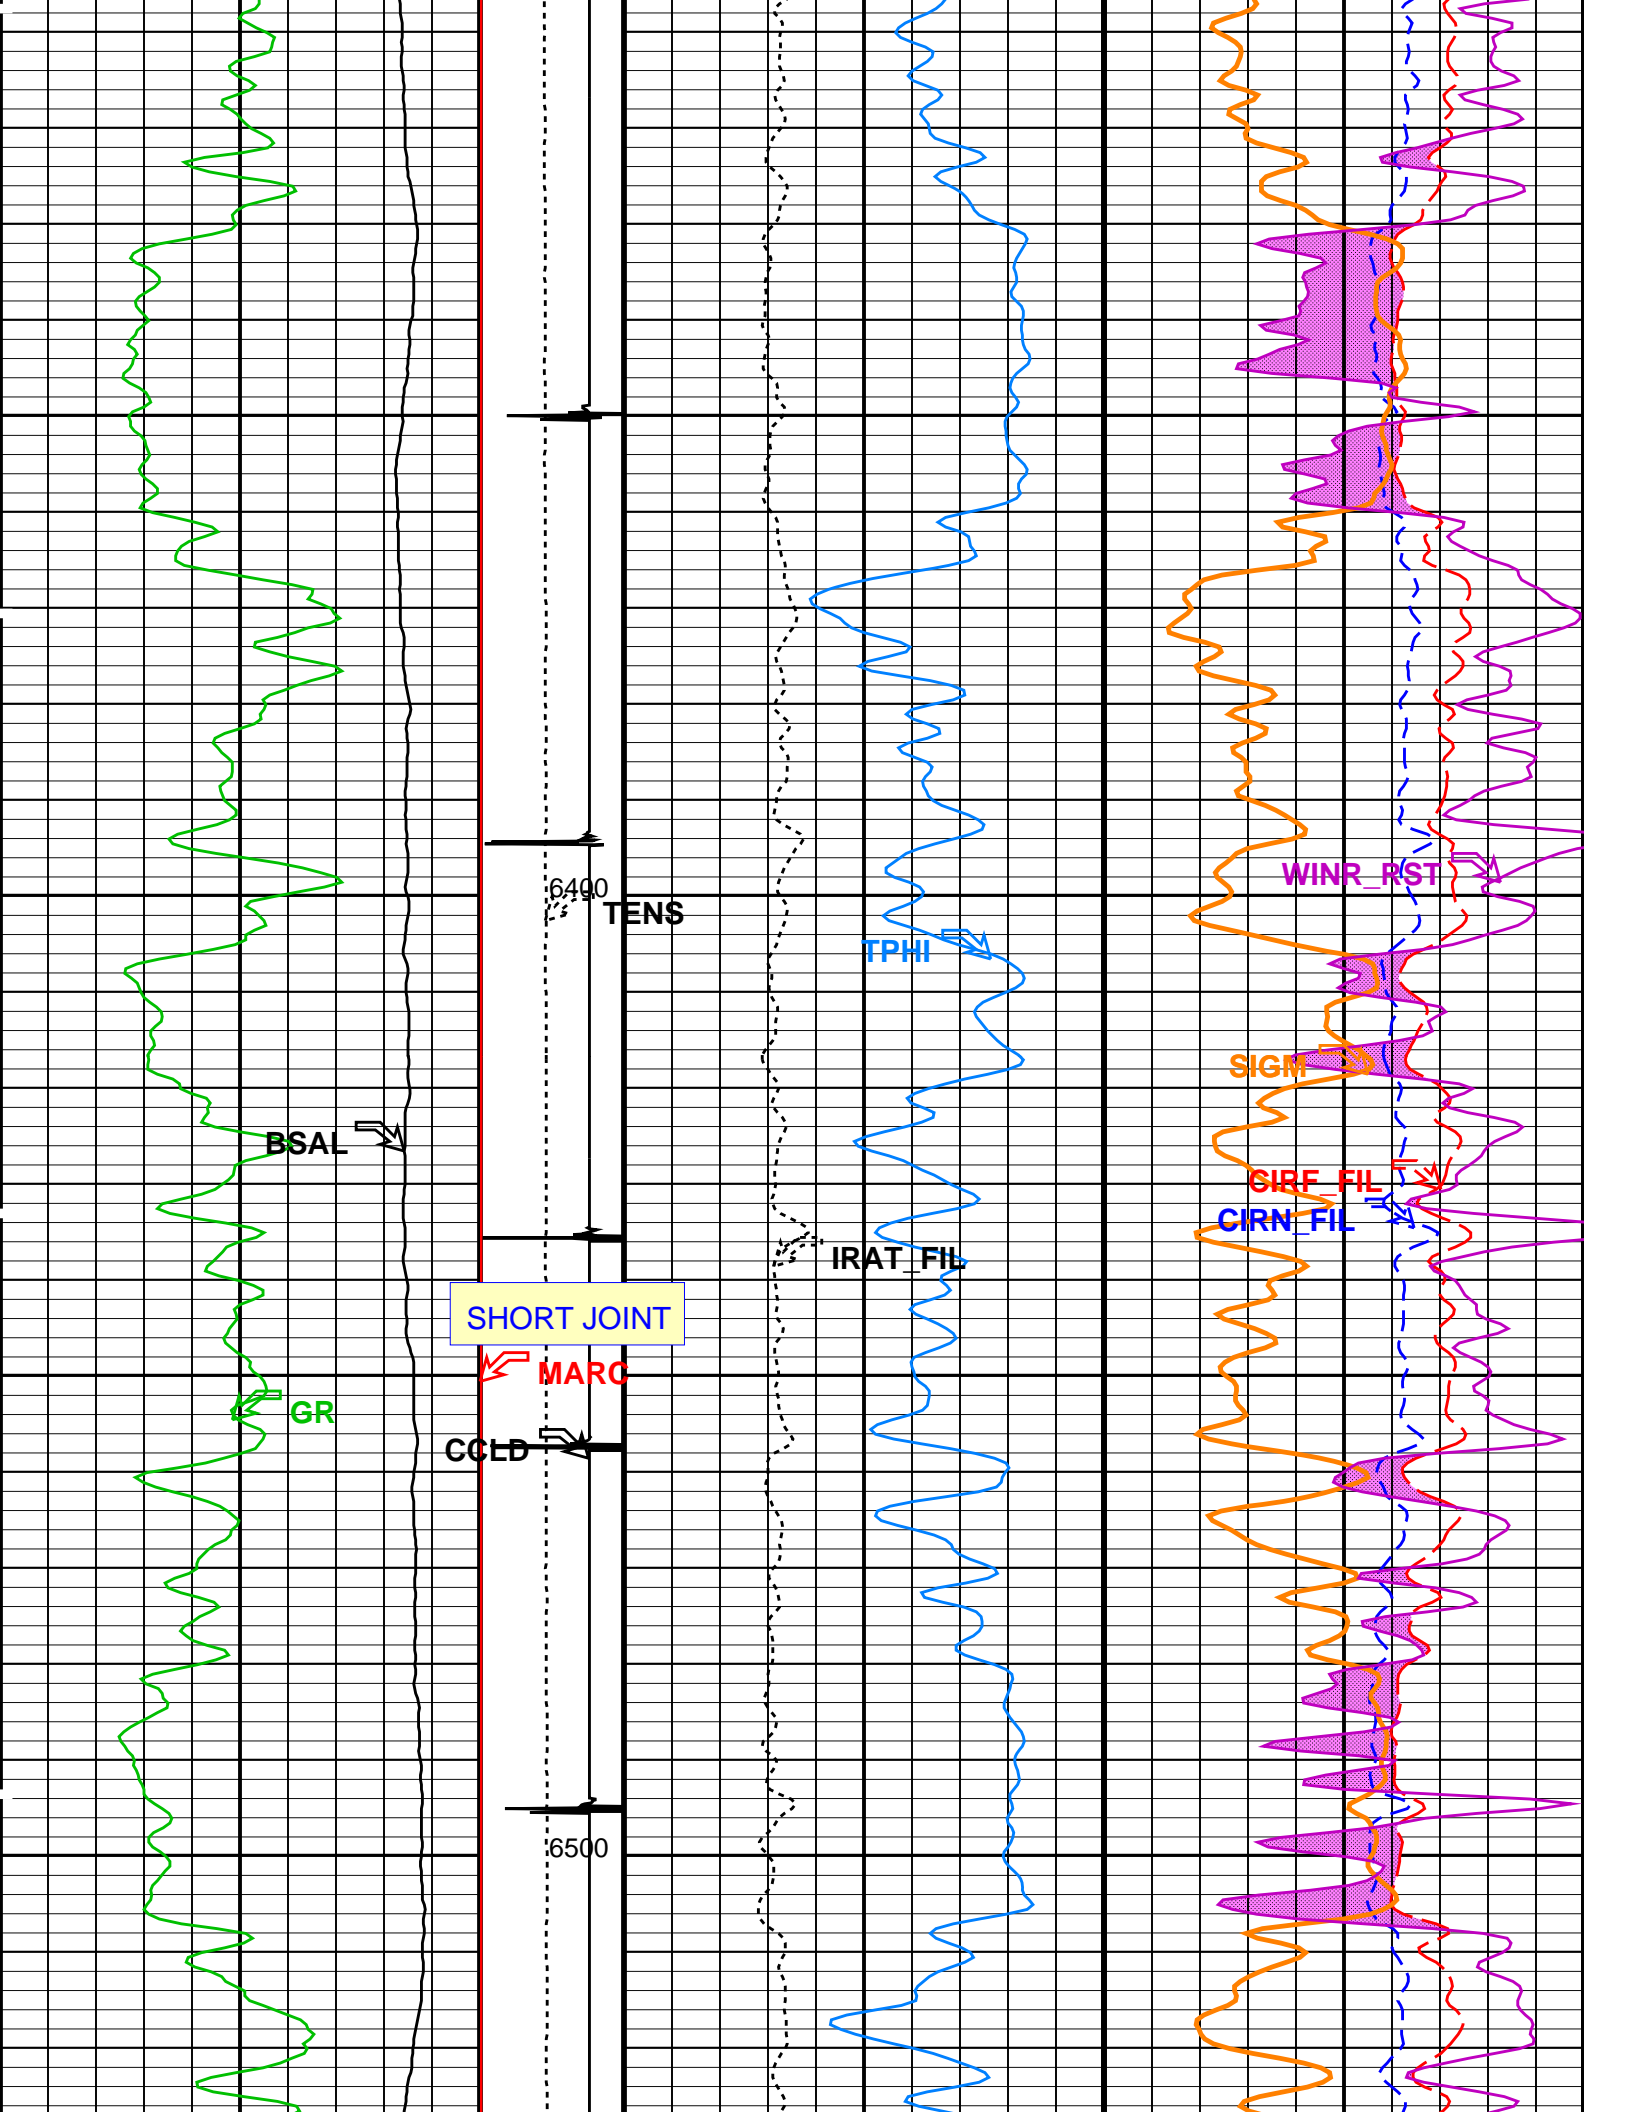 WINR_RST
6400
TENS
TPHI
SIGM
BSAL
CIRF_FIL
CIRN_FIL
IRAT_FIL
SHORT JOINT
MARC
GR
CCLD
6500